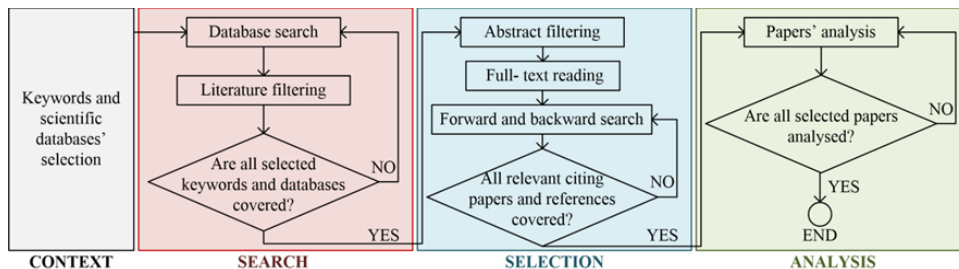 Keywords and
scientific
databases'
selection
CONTEXT
Database search
Literature filtering
Are all selected
keywords and databases
covered?
NO
YES
SEARCH
Abstract filtering
Full- text reading
Forward and backward search
All relevant citing
papers and references
covered?
NO
YES
SELECTION
Papers' analysis
Are all selected papers
analysed?
NO
YES
END
ANALYSIS